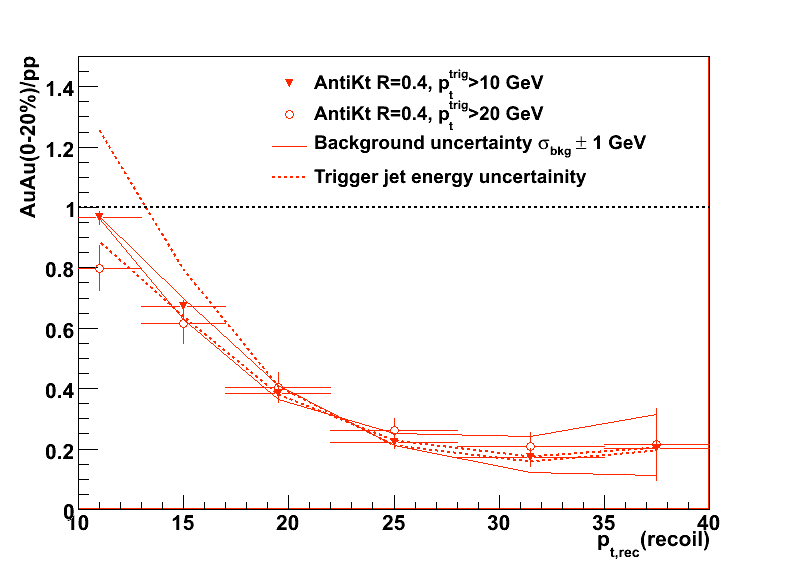 AuAu(0-20%)/pp
1.4
1.2
1
0.8
0.6
0.4
0.2
0
AntiKt R=0.4, p_t^trig>10 GeV
AntiKt R=0.4, p_t^trig>20 GeV
Background uncertainty σ_bkg ± 1 GeV
Trigger jet energy uncertainity
10 15 20 25 30 35 40
p_t,rec(recoil)